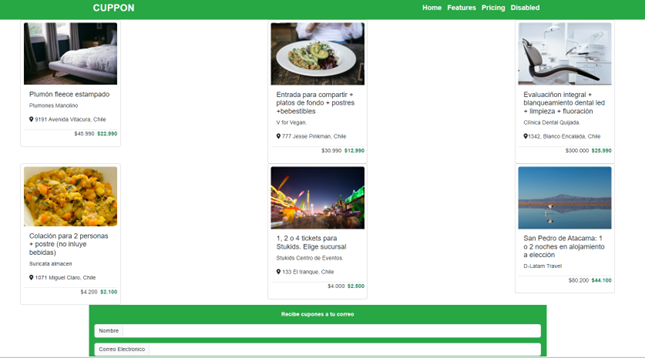 CUPPON
Home Features Pricing Disabled
Plumón fleece estampado
Plumones Manolino
9191 Avenida Vitacura, Chile
$45.990 $22.990
Entrada para compartir +
platos de fondo + postres
+bebestibles
V for Vegan
777 Jesse Pinkman, Chile
$30.990 $12.990
Evaluaciñon integral +
blanqueamiento dental led
+ limpieza + fluoración
Clínica Dental Quijada.
1342, Blanco Encalada, Chile
$300.000 $25.990
Colación para 2 personas
+ postre (no inluye
bebidas)
Suncata almacen
1071 Miguel Claro, Chile
$4.200 $2.100
1, 2 o 4 tickets para
Stukids. Elige sucursal
Stukids Centro de Eventos.
133 El tranque, Chile
$4.000 $2.500
San Pedro de Atacama: 1
o 2 noches en alojamiento
a elección
D-Latam Travel
$60.200 $44.100
Recibe cupones a tu correo
Nombre
Correo Electronico